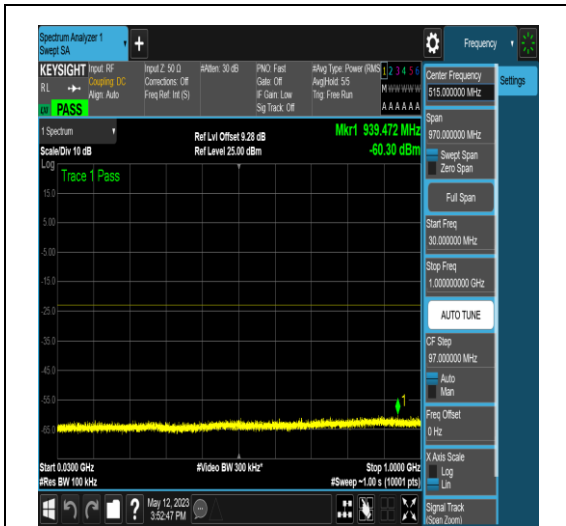 Spectrum Analyzer 1
Swept SA
+
Frequency
KEYSIGHT
RL
PASS
Input: RF
Coupling: DC
Align: Auto
Input Z: 50 Ω
Corrections: Off
Freq Ref: Int (S)
#Atten: 30 dB
PNO: Fast
Gate: Off
IF Gain: Low
Sig Track: Off
#Avg Type: Power (RMS
Avg|Hold: 5/5
Trig: Free Run
1 2 3 4 5 6
M W W W W W
A A A A A A
Center Frequency
515.000000 MHz
Settings
Span
970.000000 MHz
Swept Span
Zero Span
Full Span
Start Freq
30.000000 MHz
Stop Freq
1.000000000 GHz
AUTO TUNE
CF Step
97.000000 MHz
Auto
Man
Freq Offset
0 Hz
X Axis Scale
Log
Lin
Signal Track
(Span Zoom)
1 Spectrum
Scale/Div 10 dB
Ref Lvl Offset 9.28 dB
Ref Level 25.00 dBm
Mkr1 939.472 MHz
-60.30 dBm
Log
Trace 1 Pass
15.0
5.00
-5.00
-15.0
-25.0
-35.0
-45.0
-55.0
-65.0
1
Start 0.0300 GHz
#Res BW 100 kHz
#Video BW 300 kHz*
Stop 1.0000 GHz
#Sweep ~1.00 s (10001 pts)
?
May 12, 2023
3:52:47 PM